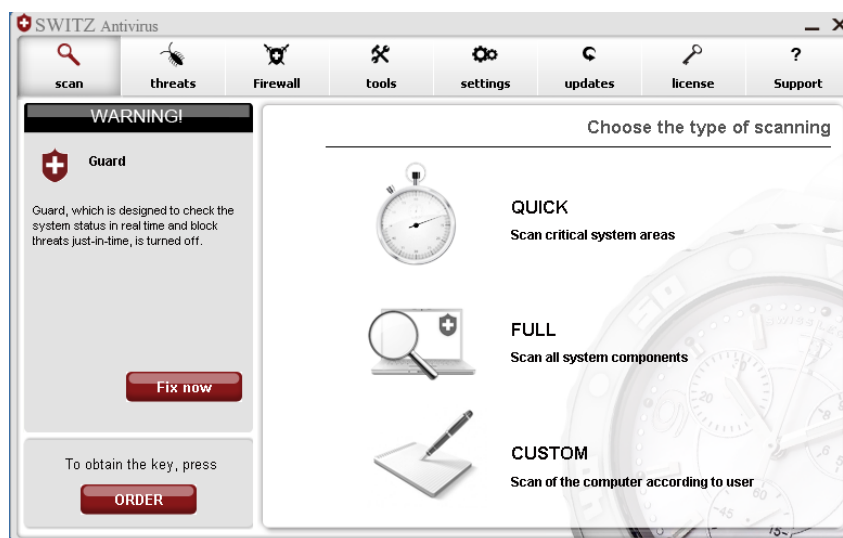 SWITZ Antivirus
scan threats Firewall tools settings updates license Support
WARNING!
Guard
Guard, which is designed to check the
system status in real time and block
threats just-in-time, is turned off.
Fix now
To obtain the key, press
ORDER
Choose the type of scanning
QUICK
Scan critical system areas
FULL
Scan all system components
CUSTOM
Scan of the computer according to user